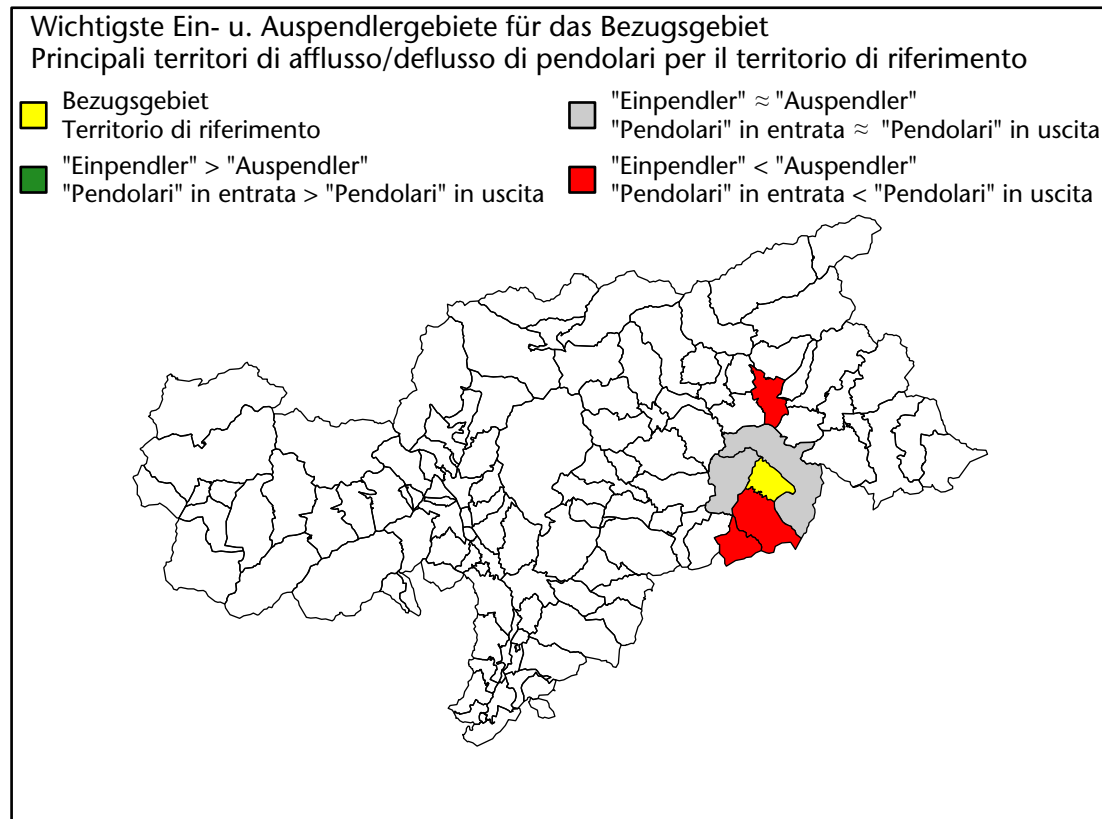 Wichtigste Ein- u. Auspendlergebiete für das Bezugsgebiet
Principali territori di afflusso/deflusso di pendolari per il territorio di riferimento
Bezugsgebiet
Territorio di riferimento
"Einpendler" > "Auspendler"
"Pendolari" in entrata > "Pendolari" in uscita
"Einpendler" ≈ "Auspendler"
"Pendolari" in entrata ≈ "Pendolari" in uscita
"Einpendler" < "Auspendler"
"Pendolari" in entrata < "Pendolari" in uscita